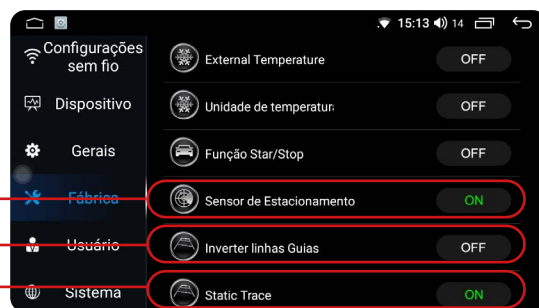 15:13 14
Configurações
sem fio
Dispositivo
Gerais
Fábrica
Usuário
Sistema
External Temperature OFF
Unidade de temperatur: OFF
Função Star/Stop OFF
Sensor de Estacionamento ON
Inverter linhas Guias OFF
Static Trace ON